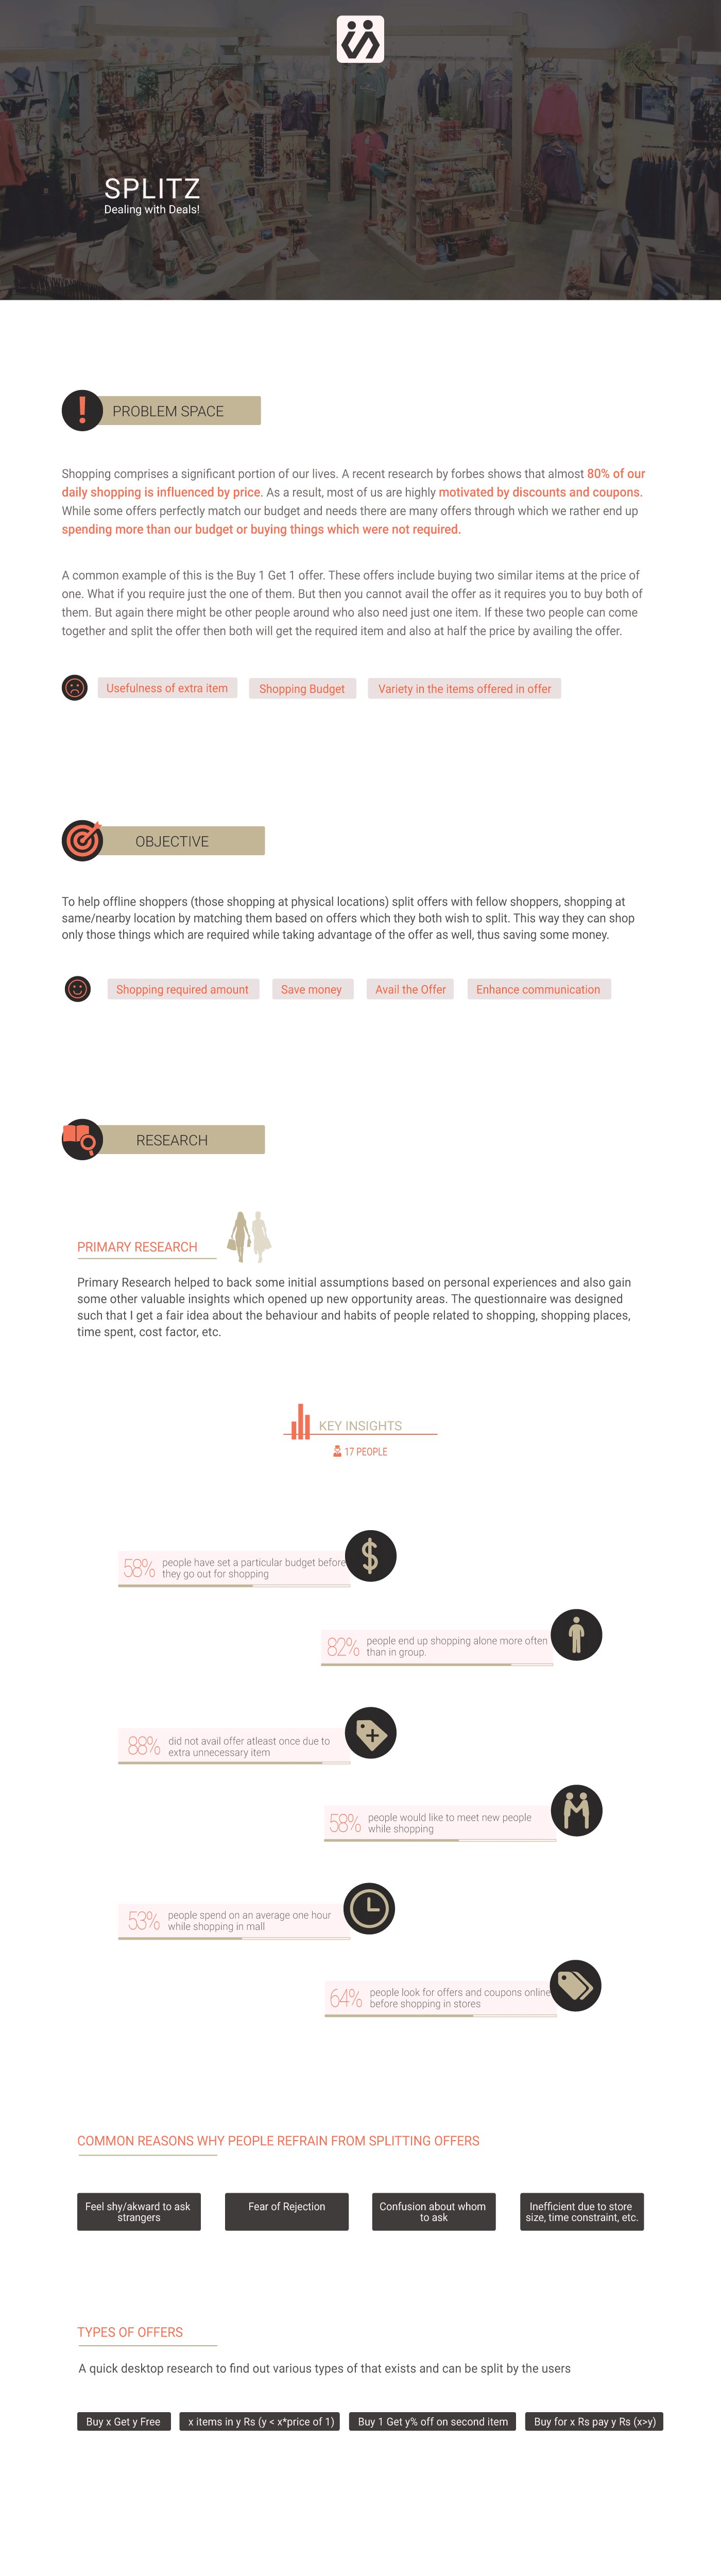 SPLITZ
Dealing with Deals!
PROBLEM SPACE
Shopping comprises a significant portion of our lives. A recent research by forbes shows that almost 80% of our
daily shopping is influenced by price. As a result, most of us are highly motivated by discounts and coupons.
While some offers perfectly match our budget and needs there are many offers through which we rather end up
spending more than our budget or buying things which were not required.
A common example of this is the Buy 1 Get 1 offer. These offers include buying two similar items at the price of
one. What if you require just the one of them. But then you cannot avail the offer as it requires you to buy both of
them. But again there might be other people around who also need just one item. If these two people can come
together and split the offer then both will get the required item and also at half the price by availing the offer.
Usefulness of extra item
Shopping Budget
Variety in the items offered in offer
OBJECTIVE
To help offline shoppers (those shopping at physical locations) split offers with fellow shoppers, shopping at
same/nearby location by matching them based on offers which they both wish to split. This way they can shop
only those things which are required while taking advantage of the offer as well, thus saving some money.
Shopping required amount
Save money
Avail the Offer
Enhance communication
RESEARCH
PRIMARY RESEARCH
Primary Research helped to back some initial assumptions based on personal experiences and also gain
some other valuable insights which opened up new opportunity areas. The questionnaire was designed
such that I get a fair idea about the behaviour and habits of people related to shopping, shopping places,
time spent, cost factor, etc.
KEY INSIGHTS
17 PEOPLE
58%
people have set a particular budget before
they go out for shopping
82%
people end up shopping alone more often
than in group.
88%
did not avail offer atleast once due to
extra unnecessary item
58%
people would like to meet new people
while shopping
53%
people spend on an average one hour
while shopping in mall
64%
people look for offers and coupons online
before shopping in stores
COMMON REASONS WHY PEOPLE REFRAIN FROM SPLITTING OFFERS
Feel shy/akward to ask
strangers
Fear of Rejection
Confusion about whom
to ask
Inefficient due to store
size, time constraint, etc.
TYPES OF OFFERS
A quick desktop research to find out various types of that exists and can be split by the users
Buy x Get y Free
x items in y Rs (y < x*price of 1)
Buy 1 Get y% off on second item
Buy for x Rs pay y Rs (x>y)